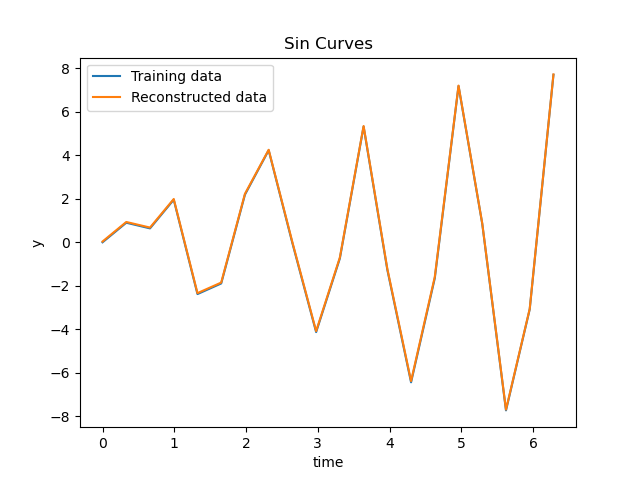 Sin Curves
Training data
Reconstructed data
8
6
4
2
0
−2
−4
−6
−8
y
0 1 2 3 4 5 6
time